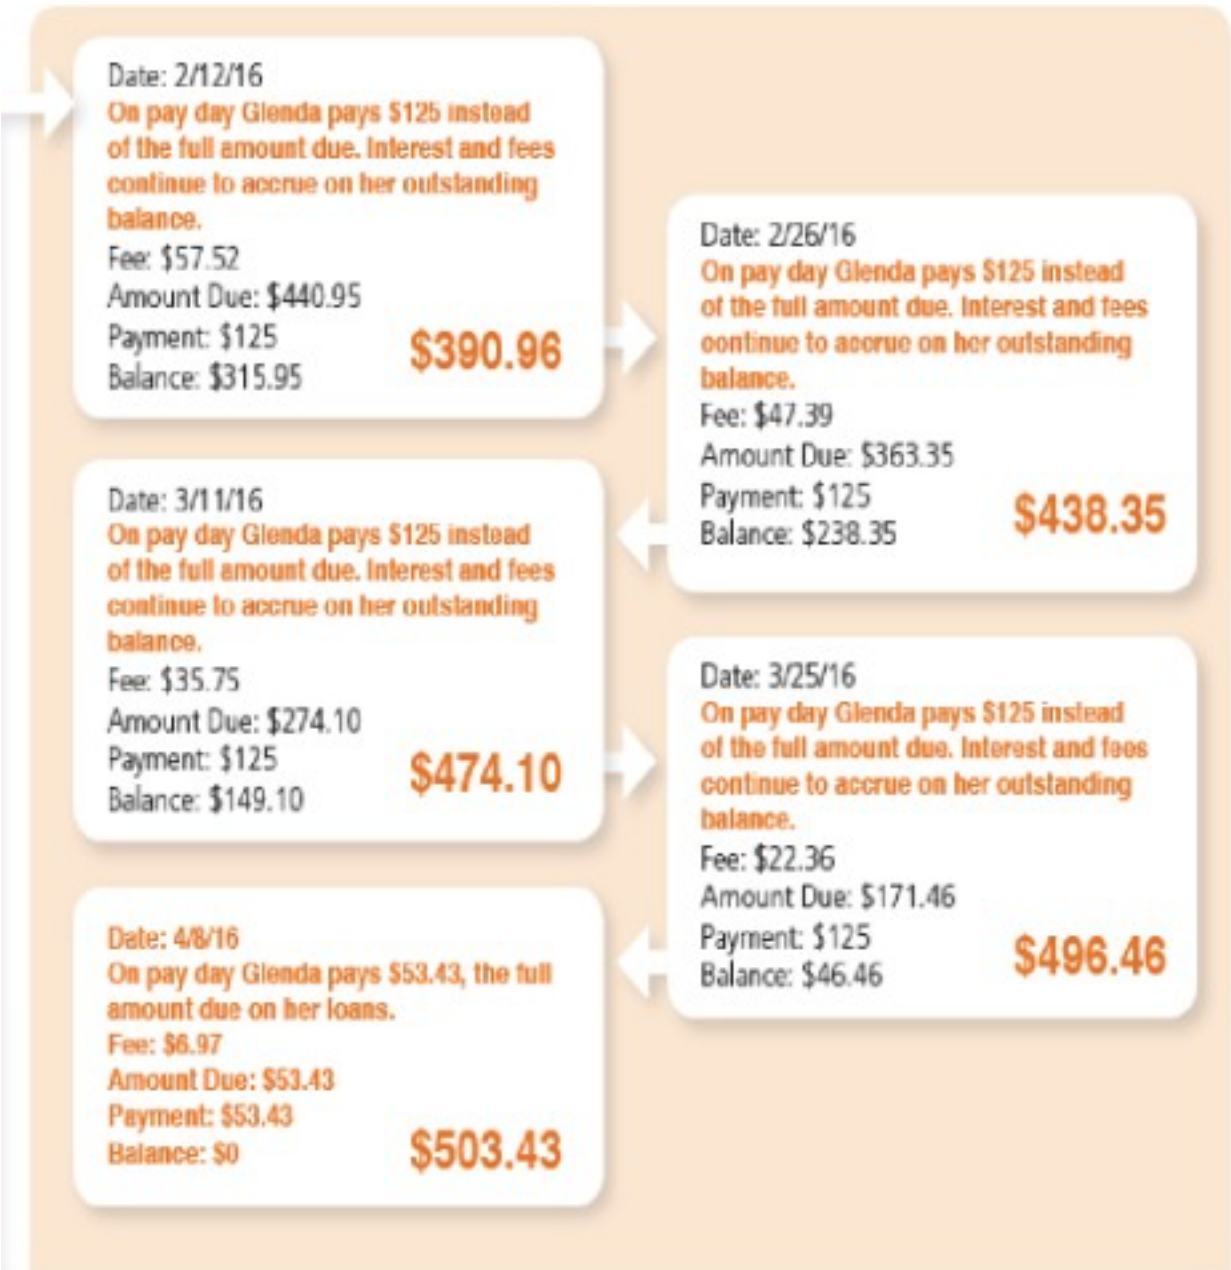 Date: 2/12/16
On pay day Glenda pays $125 instead
of the full amount due. Interest and fees
continue to accrue on her outstanding
balance.
Fee: $57.52
Amount Due: $440.95
Payment: $125
Balance: $315.95
$390.96
Date: 2/26/16
On pay day Glenda pays $125 instead
of the full amount due. Interest and fees
continue to accrue on her outstanding
balance.
Fee: $47.39
Amount Due: $363.35
Payment: $125
Balance: $238.35
$438.35
Date: 3/11/16
On pay day Glenda pays $125 instead
of the full amount due. Interest and fees
continue to accrue on her outstanding
balance.
Fee: $35.75
Amount Due: $274.10
Payment: $125
Balance: $149.10
$474.10
Date: 3/25/16
On pay day Glenda pays $125 instead
of the full amount due. Interest and fees
continue to accrue on her outstanding
balance.
Fee: $22.36
Amount Due: $171.46
Payment: $125
Balance: $46.46
$496.46
Date: 4/8/16
On pay day Glenda pays $53.43, the full
amount due on her loans.
Fee: $6.97
Amount Due: $53.43
Payment: $53.43
Balance: $0
$503.43